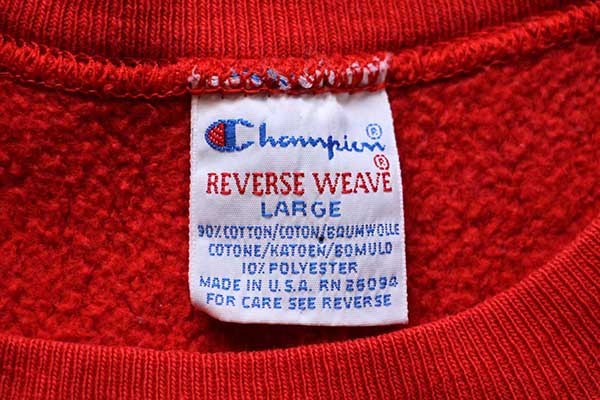 Champion®
REVERSE WEAVE®
LARGE
90% COTTON/COTON/BAUMWOLLE
COTONE/KATOEN/BOMULD
10% POLYESTER
MADE IN U.S.A. RN 26094
FOR CARE SEE REVERSE